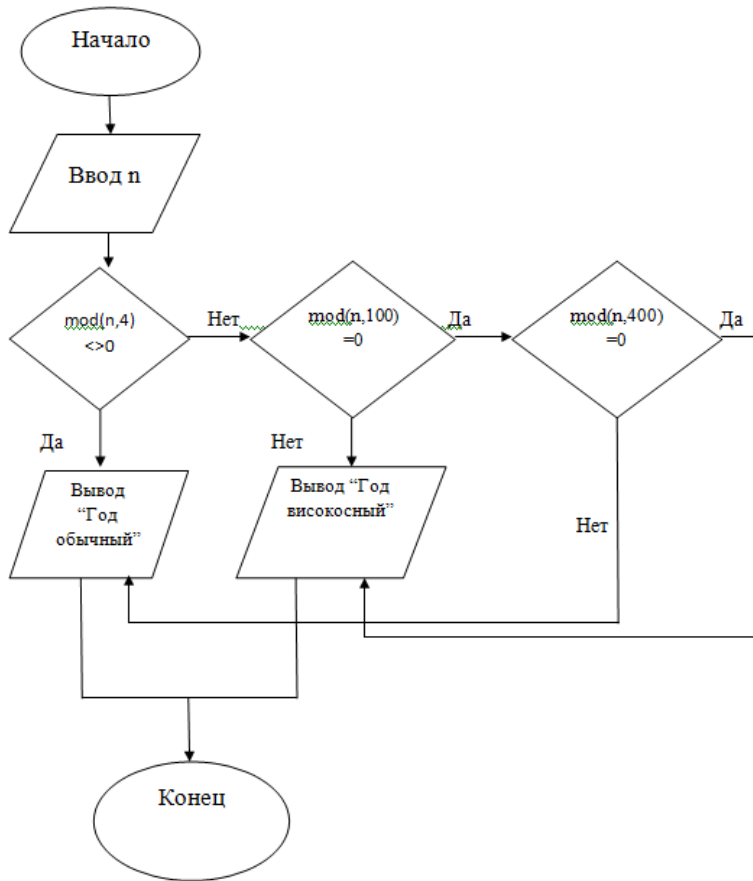 Начало
Ввод n
mod(n,4)
<>0
Нет
mod(n,100)
=0
Да
mod(n,400)
=0
Да
Да
Нет
Вывод
“Год
обычный”
Вывод “Год
високосный”
Нет
Конец